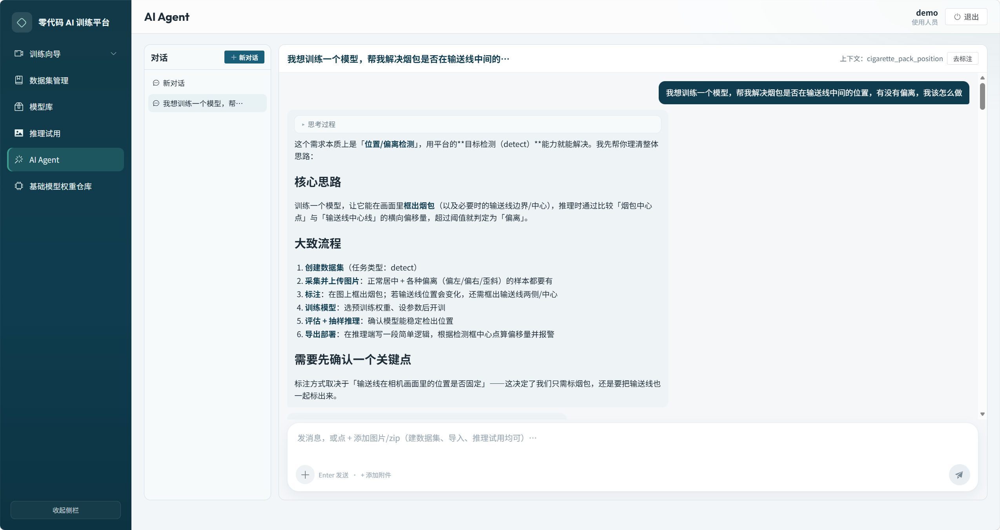 零代码 AI 训练平台
训练向导
数据集管理
模型库
推理试用
AI Agent
基础模型权重仓库
收起侧栏
AI Agent
demo
使用人员
退出
对话
+ 新对话
新对话
我想训练一个模型，帮…
我想训练一个模型，帮我解决烟包是否在输送线中间的…
上下文：cigarette_pack_position
去标注
我想训练一个模型，帮我解决烟包是否在输送线中间的位置，有没有偏离，我该怎么做
思考过程
这个需求本质上是「位置/偏离检测」，用平台的**目标检测（detect）**能力就能解决。我先帮你理清整体
思路：
核心思路
训练一个模型，让它能在画面里框出烟包（以及必要时的输送线边界/中心），推理时通过比较「烟包中心
点」与「输送线中心线」的横向偏移量，超过阈值就判定为「偏离」。
大致流程
1. 创建数据集（任务类型：detect）
2. 采集并上传图片：正常居中 + 各种偏离（偏左/偏右/歪斜）的样本都要有
3. 标注：在图上框出烟包；若输送线位置会变化，还需框出输送线两侧/中心
4. 训练模型：选预训练权重、设参数后开训
5. 评估 + 抽样推理：确认模型能稳定检出位置
6. 导出部署：在推理端写一段简单逻辑，根据检测框中心点算偏移量并报警
需要先确认一个关键点
标注方式取决于「输送线在相机画面里的位置是否固定」——这决定了我们只需标烟包，还是要把输送线也
一起标出来。
发消息，或点 + 添加图片/zip（建数据集、导入、推理试用均可）…
Enter 发送 · + 添加附件